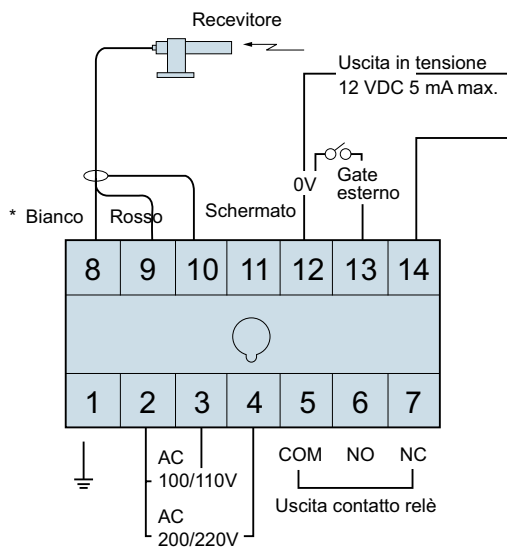 Recevitore
Uscita in tensione
12 VDC 5 mA max.
0V
Gate
esterno
* Bianco Rosso Schermato
8 9 10 11 12 13 14
1 2 3 4 5 6 7
AC
100/110V
COM NO NC
AC
200/220V
Uscita contatto relè